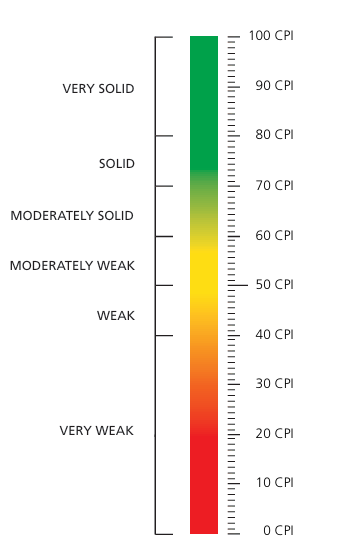 100 CPI
VERY SOLID
90 CPI
80 CPI
SOLID
70 CPI
MODERATELY SOLID
60 CPI
MODERATELY WEAK
50 CPI
WEAK
40 CPI
30 CPI
VERY WEAK
20 CPI
10 CPI
0 CPI